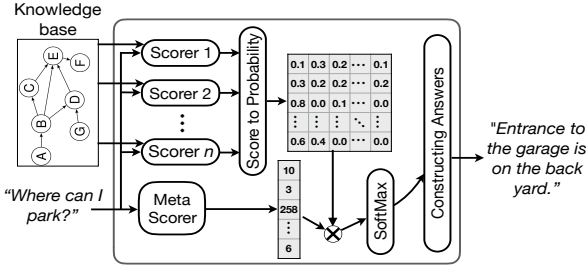 Knowledge
base
E
F
C
D
B
G
A
Scorer 1
Scorer 2
⋮
Scorer n
Score to Probability
0.1 0.3 0.2 ⋯ 0.1
0.3 0.2 0.2 ⋯ 0.2
0.8 0.0 0.1 ⋯ 0.0
⋮ ⋮ ⋮ ⋱ ⋮
0.6 0.4 0.0 ⋯ 0.0
“Where can I
park?”
Meta
Scorer
10
3
258
⋮
6
SoftMax
Constructing Answers
"Entrance to
the garage is
on the back
yard.”